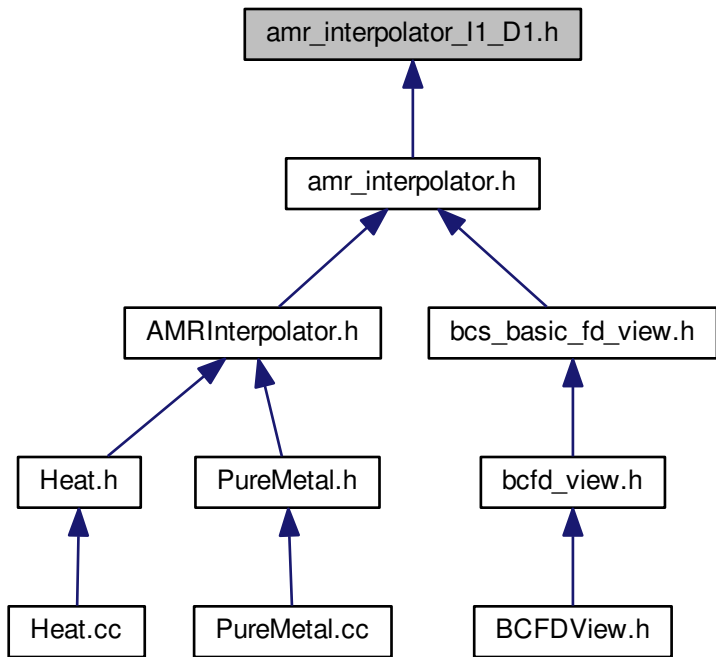 amr_interpolator_I1_D1.h
amr_interpolator.h
AMRInterpolator.h
bcs_basic_fd_view.h
Heat.h
PureMetal.h
bcfd_view.h
Heat.cc
PureMetal.cc
BCFDView.h